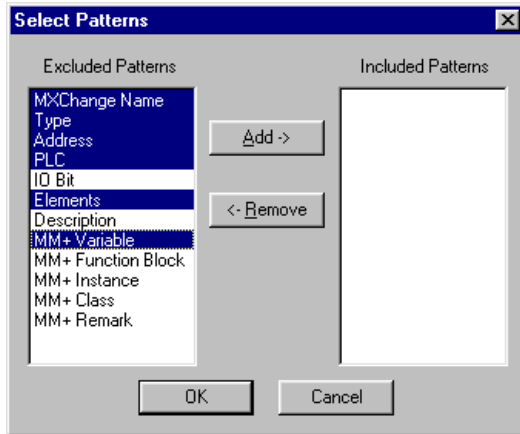 Select Patterns
Excluded Patterns
Included Patterns
MXChange Name
Type
Address
PLC
IO Bit
Elements
Description
MM+ Variable
MM+ Function Block
MM+ Instance
MM+ Class
MM+ Remark
Add ->
<- Remove
OK
Cancel